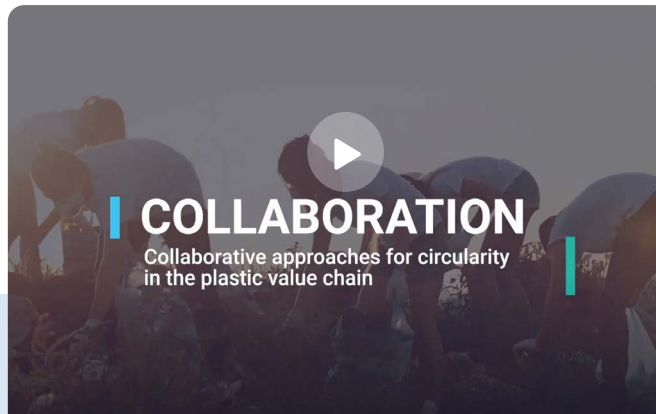 COLLABORATION
Collaborative approaches for circularity
in the plastic value chain